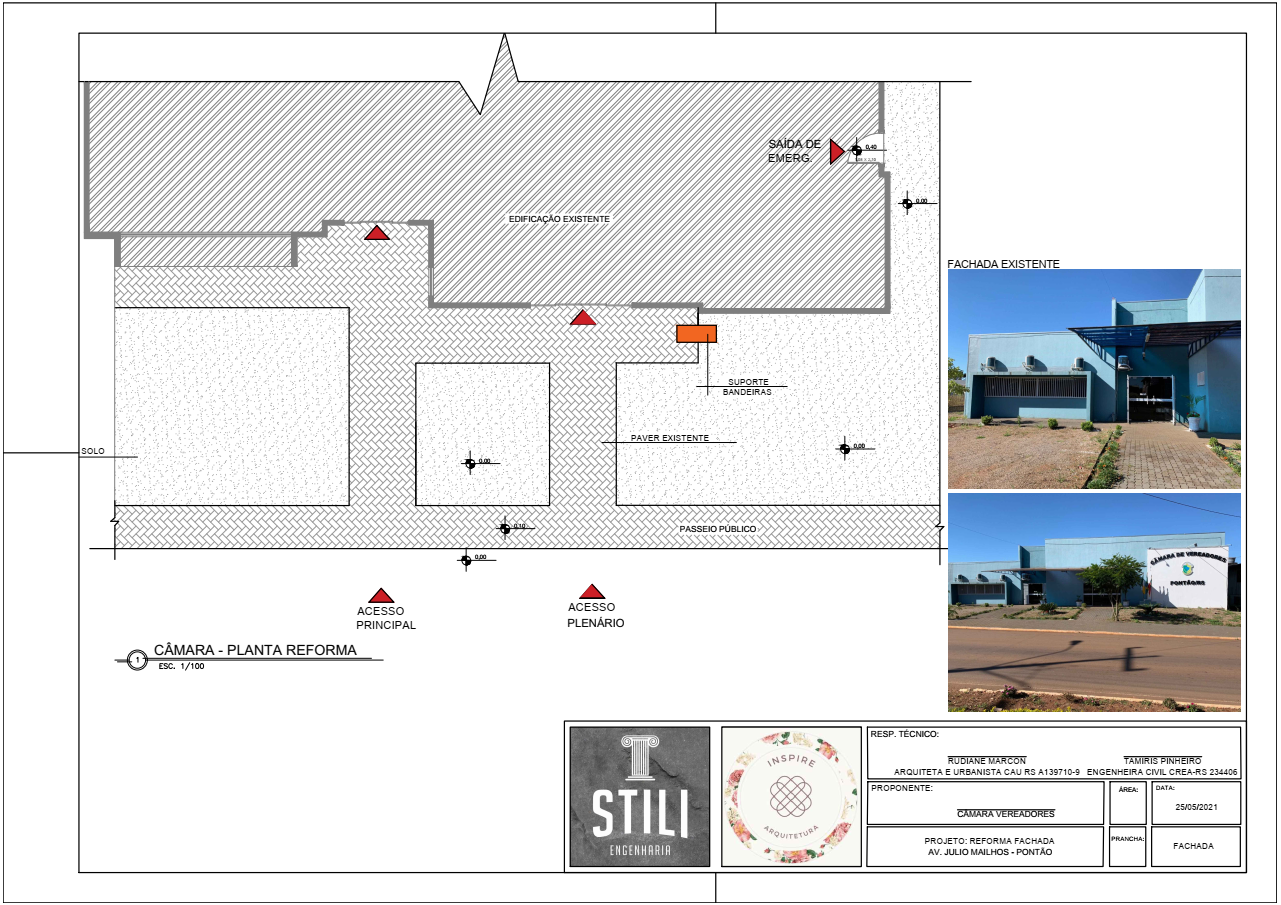 SAÍDA DE
EMERG.
0,40
0,00
EDIFICAÇÃO EXISTENTE
FACHADA EXISTENTE
SUPORTE
BANDEIRAS
PAVER EXISTENTE
SOLO
0,00
0,00
0,10
PASSEIO PÚBLICO
0,00
CÂMARA DE VEREADORES
PONTÃO/RS
ACESSO
PRINCIPAL
ACESSO
PLENÁRIO
1
CÂMARA - PLANTA REFORMA
ESC. 1/100
STILI
ENGENHARIA
INSPIRE
ARQUITETURA
RESP. TÉCNICO:
RUDIANE MARCON
ARQUITETA E URBANISTA CAU RS A139710-9
TAMIRIS PINHEIRO
ENGENHEIRA CIVIL CREA-RS 234406
PROPONENTE:
CÂMARA VEREADORES
ÁREA:
DATA:
25/05/2021
PROJETO: REFORMA FACHADA
AV. JULIO MAILHOS - PONTÃO
PRANCHA:
FACHADA